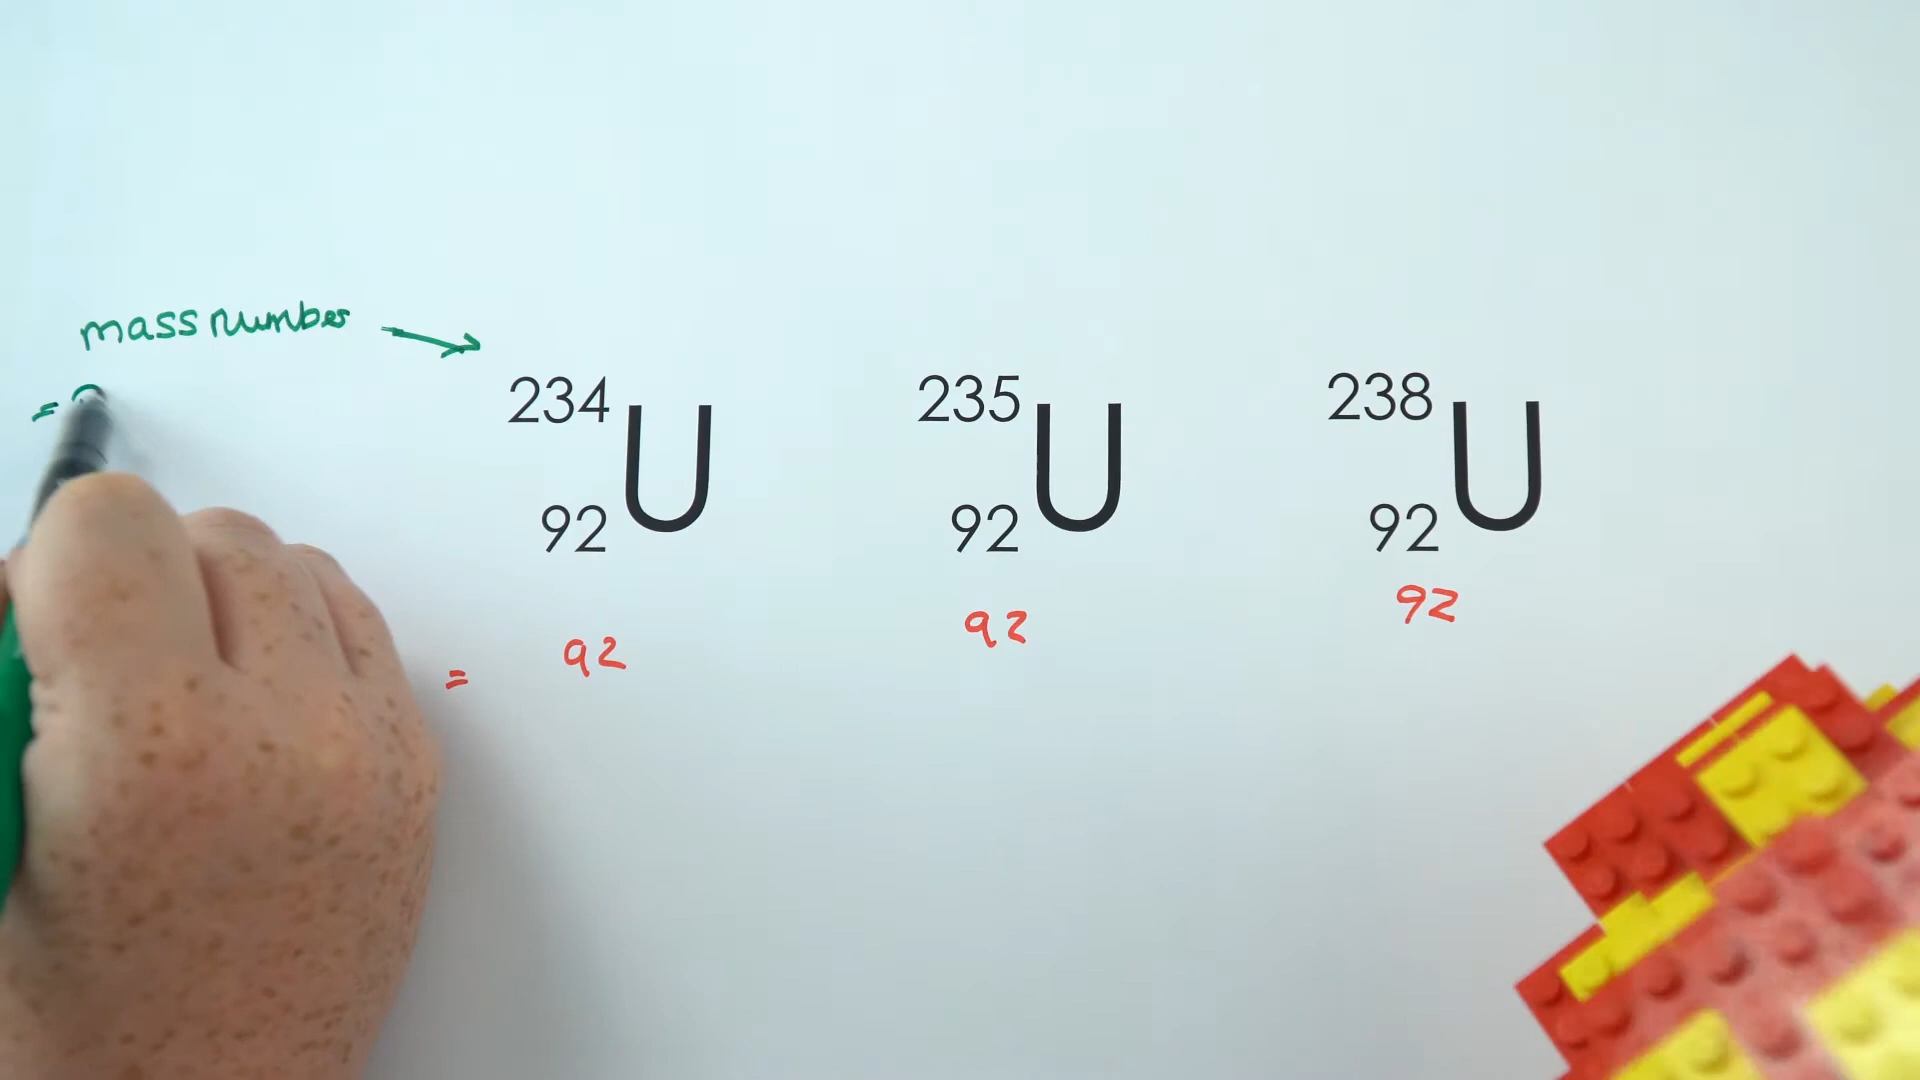 mass number →
=
234 U 235 U 238 U
92 92 92
= 92 92 92